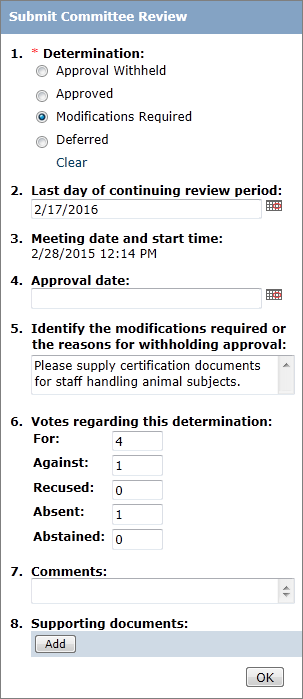 Submit Committee Review
1. * Determination:
Approval Withheld
Approved
Modifications Required
Deferred
Clear
2. Last day of continuing review period:
2/17/2016
3. Meeting date and start time:
2/28/2015 12:14 PM
4. Approval date:
5. Identify the modifications required or
the reasons for withholding approval:
Please supply certification documents
for staff handling animal subjects.
6. Votes regarding this determination:
For: 4
Against: 1
Recused: 0
Absent: 1
Abstained: 0
7. Comments:
8. Supporting documents:
Add
OK